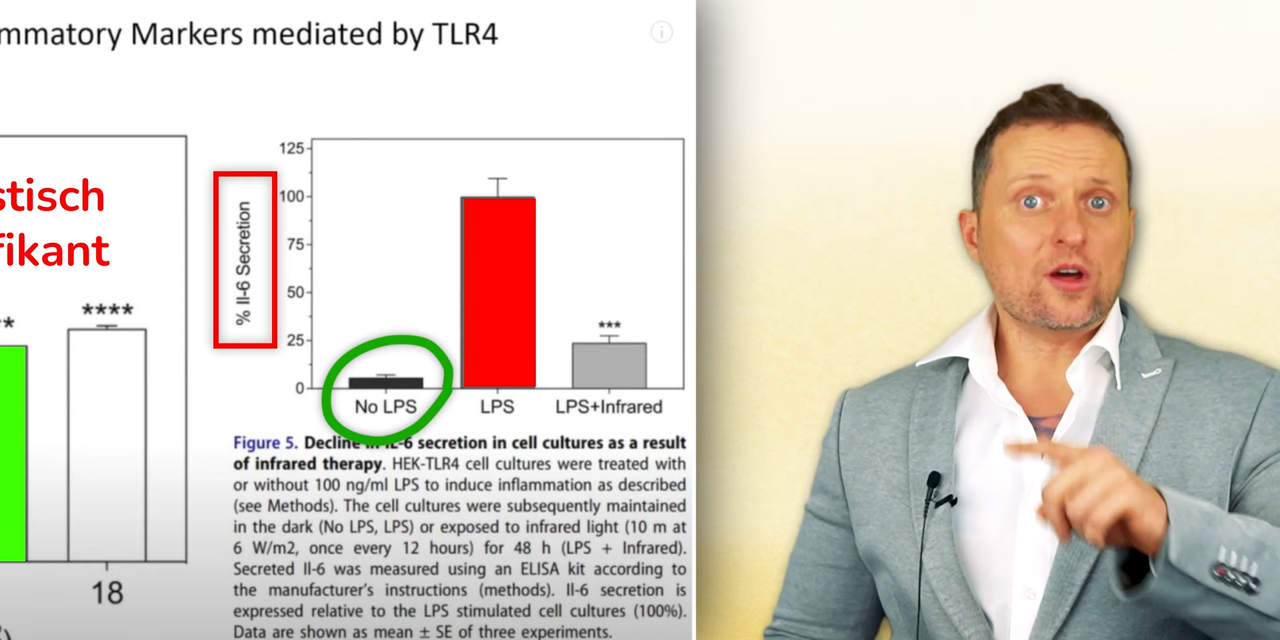 mmatory Markers mediated by TLR4
stisch
fikant
**
****
18
% Il-6 Secretion
125
100
75
50
25
0
***
No LPS
LPS
LPS+Infrared
Figure 5. Decline in IL-6 secretion in cell cultures as a result
of infrared therapy. HEK-TLR4 cell cultures were treated with
or without 100 ng/ml LPS to induce inflammation as described
(see Methods). The cell cultures were subsequently maintained
in the dark (No LPS, LPS) or exposed to infrared light (10 m at
6 W/m2, once every 12 hours) for 48 h (LPS + Infrared).
Secreted Il-6 was measured using an ELISA kit according to
the manufacturer's instructions (methods). Il-6 secretion is
expressed relative to the LPS stimulated cell cultures (100%).
Data are shown as mean ± SE of three experiments.